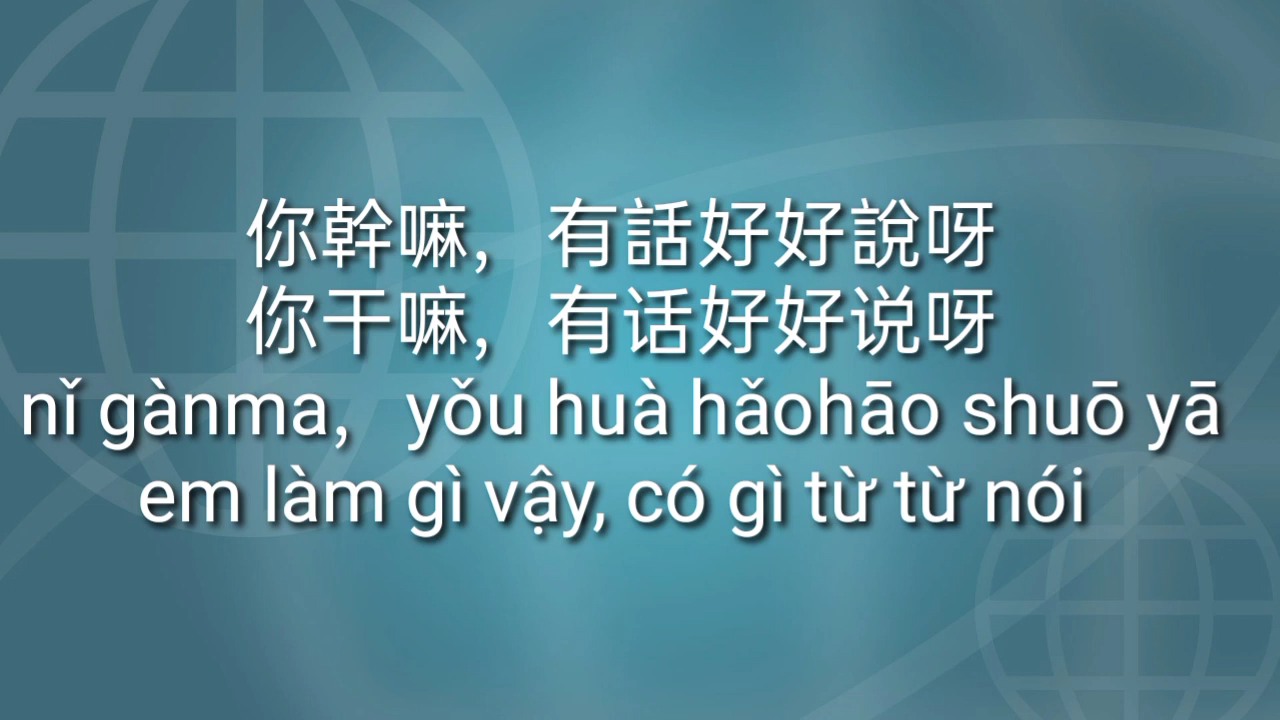 你幹嘛，有話好好說呀
你干嘛，有话好好说呀
nǐ gànma，yǒu huà hǎohāo shuō yā
em làm gì vậy, có gì từ từ nói